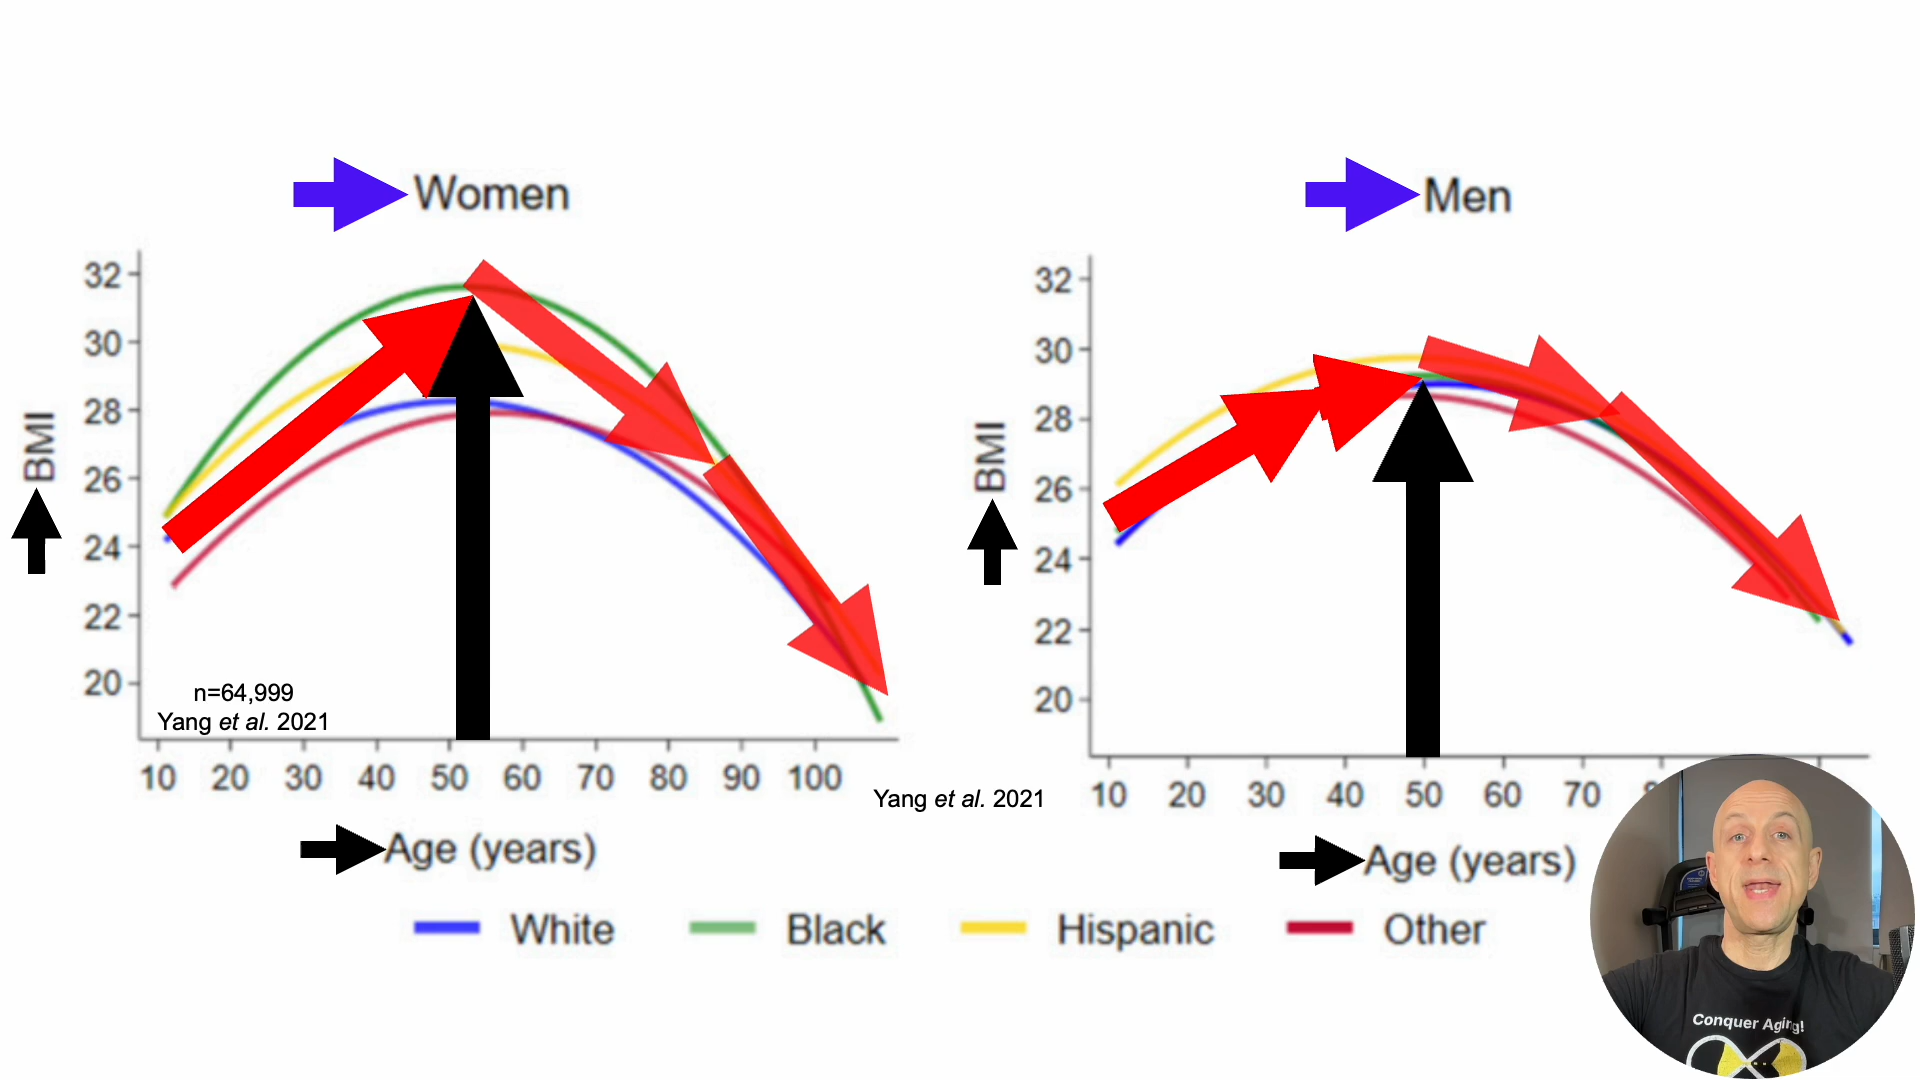 Women
Men
32
30
28
26
24
22
20
BMI
n=64,999
Yang et al. 2021
10 20 30 40 50 60 70 80 90 100
Age (years)
32
30
28
26
24
22
20
BMI
Yang et al. 2021
10 20 30 40 50 60 70
Age (years)
White Black Hispanic Other
Conquer Aging!